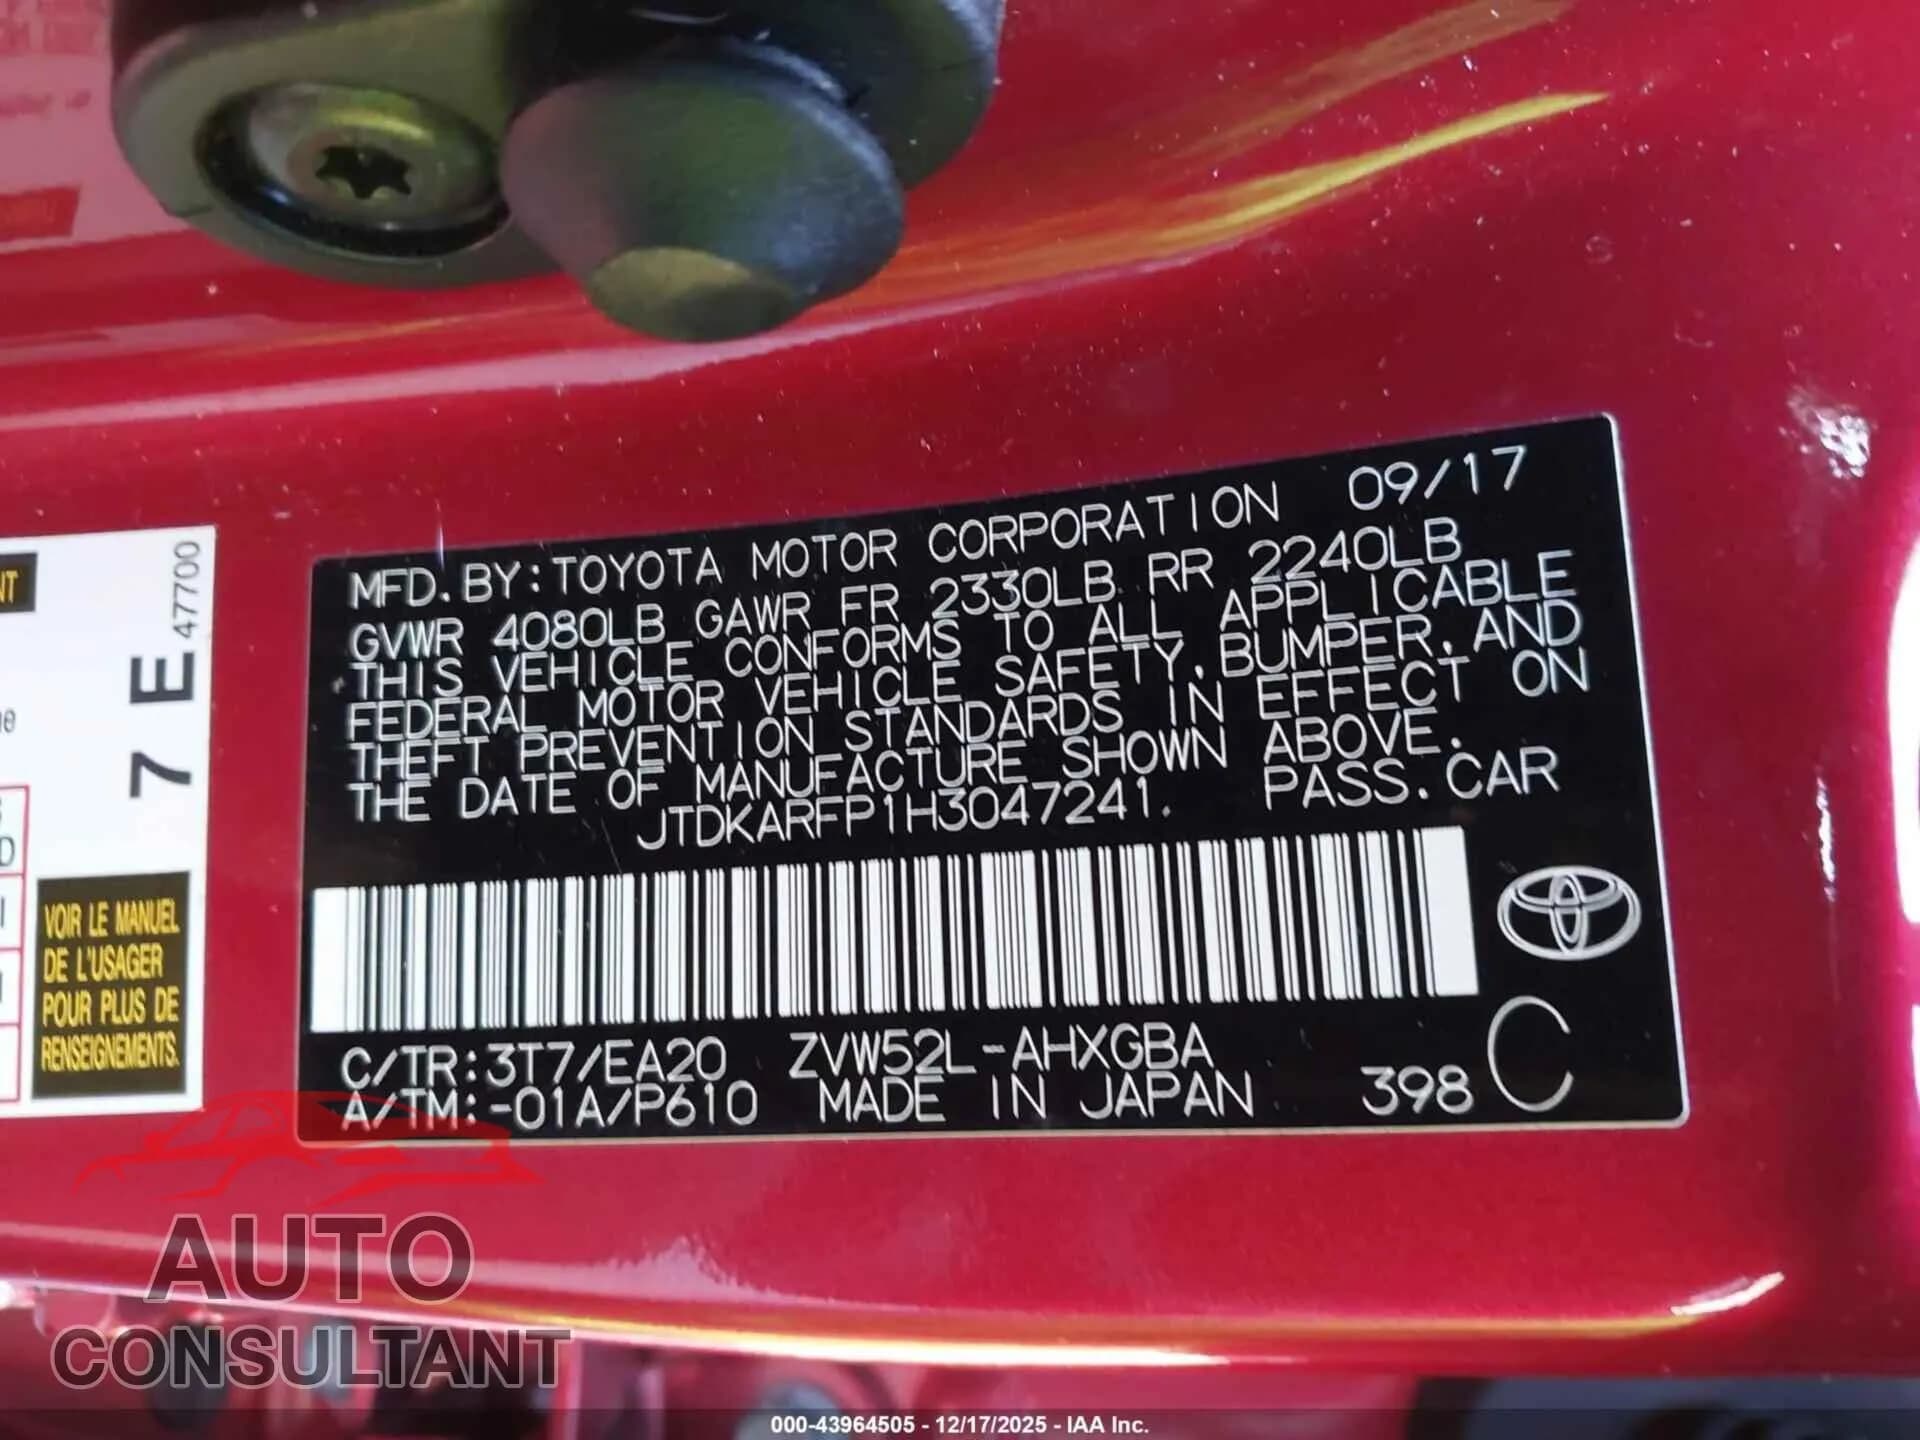 MFD. BY: TOYOTA MOTOR CORPORATION 09/17
GVWR 4080LB GAWR FR 2330LB RR 2240LB
THIS VEHICLE CONFORMS TO ALL APPLICABLE
FEDERAL MOTOR VEHICLE SAFETY, BUMPER, AND
THEFT PREVENTION STANDARDS IN EFFECT ON
THE DATE OF MANUFACTURE SHOWN ABOVE.
JTDKARFP1H3047241. PASS. CAR
C/TR: 3T7/EA20 ZVW52L-AHXGBA
A/TM: -01A/P610 MADE IN JAPAN 398 C
47700
7 E
NT
VOIR LE MANUEL
DE L'USAGER
POUR PLUS DE
RENSEIGNEMENTS.
AUTO
CONSULTANT
000-43964505 - 12/17/2025 - IAA Inc.